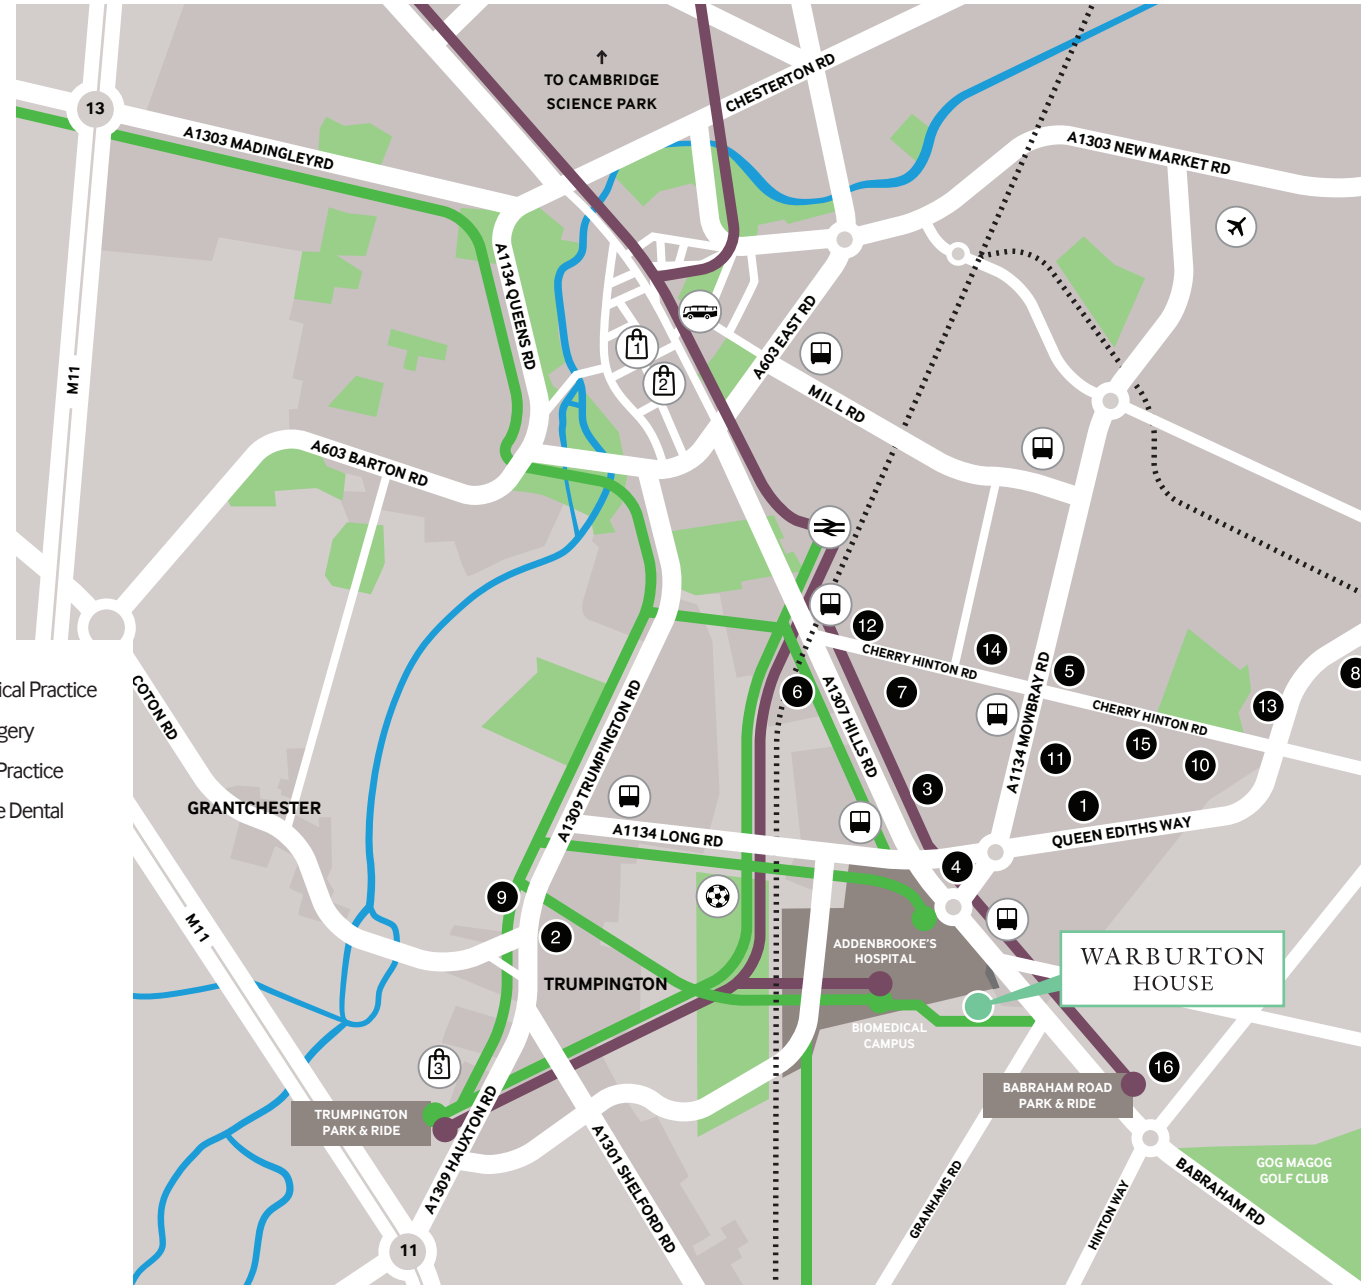 TO CAMBRIDGE
SCIENCE PARK
CHESTERTON RD
13
A1303 MADINGLEYRD
A1303 NEW MARKET RD
A1134 QUEENS RD
M11
1
2
A603 EAST RD
MILL RD
A603 BARTON RD
12
CHERRY HINTON RD
14
5
8
6
7
13
CHERRY HINTON RD
ical Practice
gery
Practice
e Dental
COTON RD
A1309 TRUMPINGTON RD
A1307 HILLS RD
A1134 MOWBRAY RD
11
15
10
3
1
GRANTCHESTER
A1134 LONG RD
QUEEN EDITHS WAY
4
9
2
M11
ADDENBROOKE'S
HOSPITAL
TRUMPINGTON
WARBURTON
HOUSE
BIOMEDICAL
CAMPUS
3
16
BABRAHAM ROAD
PARK & RIDE
TRUMPINGTON
PARK & RIDE
A1309 HAUXTON RD
A1301 SHELFORD RD
GRANHAMS RD
HINTON WAY
BABRAHAM RD
GOG MAGOG
GOLF CLUB
11